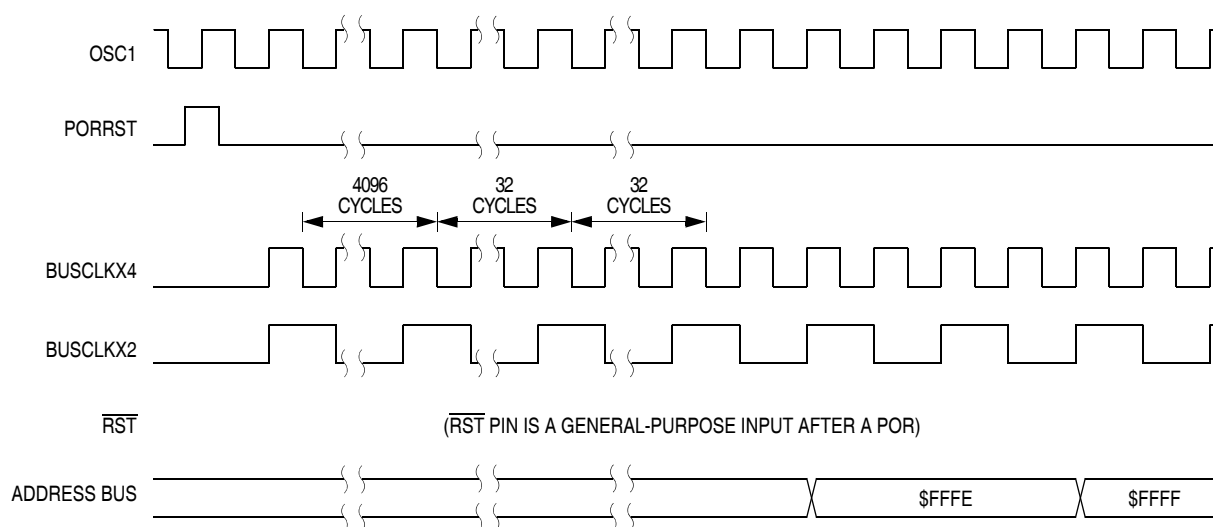 OSC1
PORRST
4096
CYCLES
32
CYCLES
32
CYCLES
BUSCLKX4
BUSCLKX2
RST
(RST PIN IS A GENERAL-PURPOSE INPUT AFTER A POR)
ADDRESS BUS
$FFFE
$FFFF